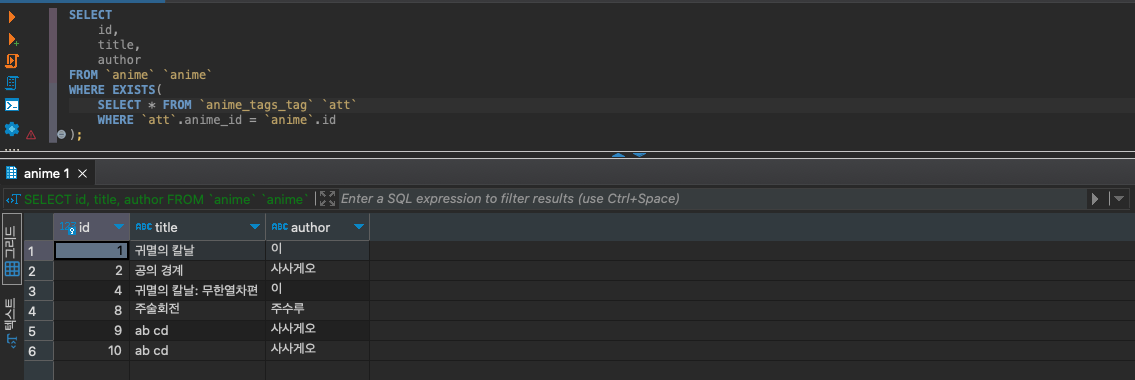 SELECT
id,
title,
author
FROM `anime` `anime`
WHERE EXISTS(
SELECT * FROM `anime_tags_tag` `att`
WHERE `att`.anime_id = `anime`.id
);
anime 1
SELECT id, title, author FROM `anime` `anime`
Enter a SQL expression to filter results (use Ctrl+Space)
그리드
텍스트
123 id ABC title ABC author
1 1 귀멸의 칼날 이
2 2 공의 경계 사사게오
3 4 귀멸의 칼날: 무한열차편 이
4 8 주술회전 주수루
5 9 ab cd 사사게오
6 10 ab cd 사사게오